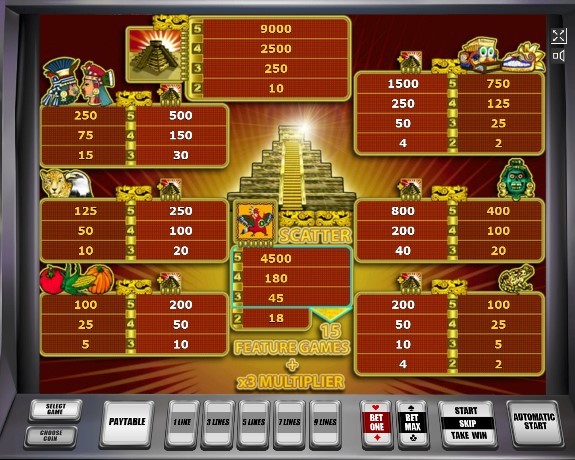 5 9000
4 2500
3 250
2 10
250 5 500
75 4 150
15 3 30
1500 5 750
250 4 125
50 3 25
4 2 2
125 5 250
50 4 100
10 3 20
800 5 400
200 4 100
40 3 20
SCATTER
5 4500
4 180
3 45
2 18
100 5 200
25 4 50
5 3 10
200 5 100
50 4 25
10 3 5
4 2 2
15
FEATURE GAMES
+
x3 MULTIPLIER
SELECT
GAME
CHOOSE
COIN
PAYTABLE
1 LINE
3 LINES
5 LINES
7 LINES
9 LINES
BET
ONE
BET
MAX
START
SKIP
TAKE WIN
AUTOMATIC
START